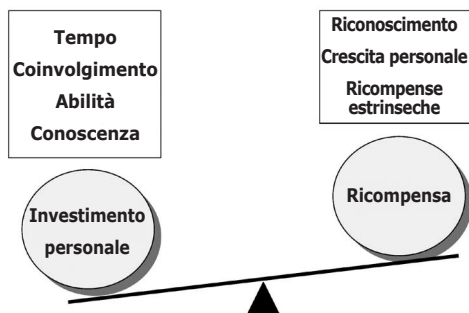 Tempo
Coinvolgimento
Abilità
Conoscenza
Riconoscimento
Crescita personale
Ricompense
estrinseche
Investimento
personale
Ricompensa